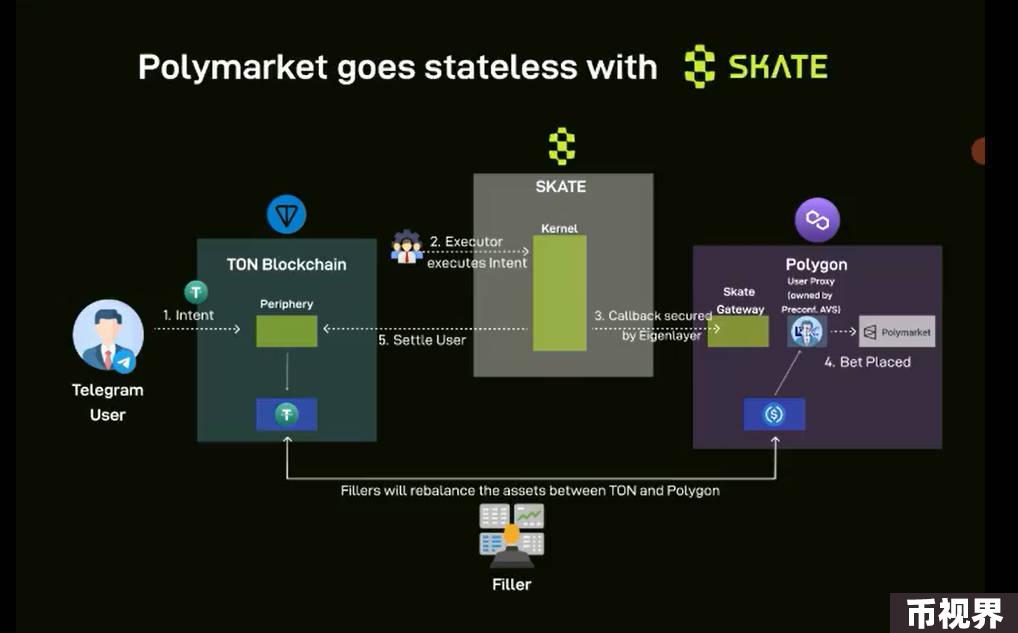 Polymarket goes stateless with SKATE
SKATE
Kernel
2. Executor
executes Intent
TON Blockchain
Periphery
1. Intent
5. Settle User
3. Callback secured
by Eigenlayer
Polygon
Skate
Gateway
User Proxy
(owned by
Preconf. AVS)
Polymarket
4. Bet Placed
Telegram
User
Fillers will rebalance the assets between TON and Polygon
Filler
币视界